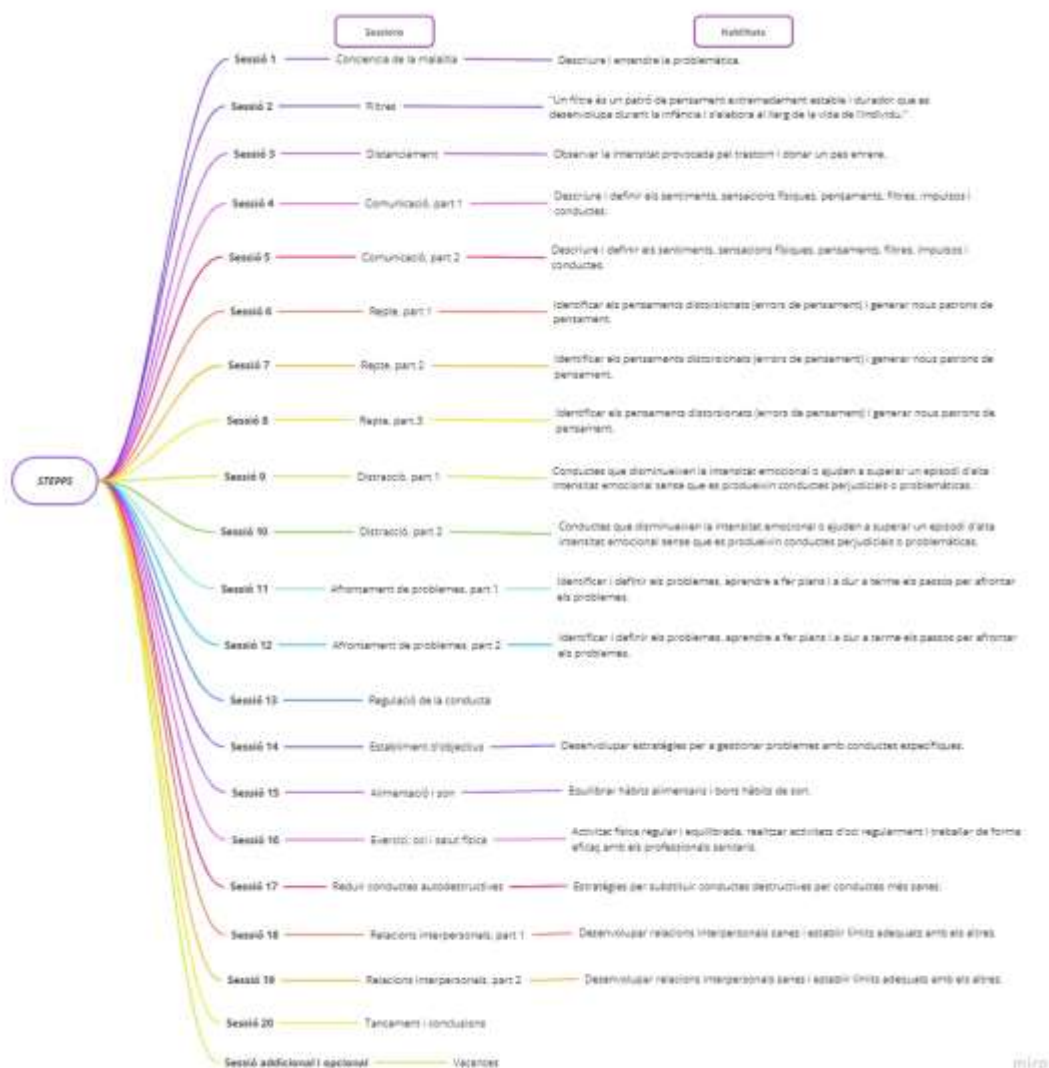 Sessions
Habilitats
Sessió 1
Conciència de la malaltia
Descriure i entendre la problemàtica.
Sessió 2
Filtres
"Un filtre és un patró de pensament extremadament estable i durador que es
desenvolupa durant la infància i s'elabora al llarg de la vida de l'individu."
Sessió 3
Distanciament
Observar la intensitat provocada pel trastorn i donar un pas enrere.
Sessió 4
Comunicació, part 1
Descriure i definir els sentiments, sensacions físiques, pensaments, filtres, impulsos i
conductes.
Sessió 5
Comunicació, part 2
Descriure i definir els sentiments, sensacions físiques, pensaments, filtres, impulsos i
conductes.
Sessió 6
Repte, part 1
Identificar els pensaments distorsionats (errors de pensament) i generar nous patrons de
pensament.
Sessió 7
Repte, part 2
Identificar els pensaments distorsionats (errors de pensament) i generar nous patrons de
pensament.
Sessió 8
Repte, part 3
Identificar els pensaments distorsionats (errors de pensament) i generar nous patrons de
pensament.
STEPPS
Sessió 9
Distracció, part 1
Conductes que disminueixen la intensitat emocional o ajuden a superar un episodi d'alta
intensitat emocional sense que es produeixin conductes perjudicials o problemàtiques.
Sessió 10
Distracció, part 2
Conductes que disminueixen la intensitat emocional o ajuden a superar un episodi d'alta
intensitat emocional sense que es produeixin conductes perjudicials o problemàtiques.
Sessió 11
Afrontament de problemes, part 1
Identificar i definir els problemes, aprendre a fer plans i a dur a terme els passos per afrontar
els problemes.
Sessió 12
Afrontament de problemes, part 2
Identificar i definir els problemes, aprendre a fer plans i a dur a terme els passos per afrontar
els problemes.
Sessió 13
Regulació de la conducta
Sessió 14
Establiment d'objectius
Desenvolupar estratègies per a gestionar problemes amb conductes específiques.
Sessió 15
Alimentació i son
Equilibrar hàbits alimentaris i bons hàbits de son.
Sessió 16
Exercici, oci i salut física
Activitat física regular i equilibrada, realitzar activitats d'oci regularment i treballar de forma
eficaç amb els professionals sanitaris.
Sessió 17
Reduir conductes autodestructives
Estratègies per substituir conductes destructives per conductes més sanes.
Sessió 18
Relacions interpersonals, part 1
Desenvolupar relacions interpersonals sanes i establir límits adequats amb els altres.
Sessió 19
Relacions interpersonals, part 2
Desenvolupar relacions interpersonals sanes i establir límits adequats amb els altres.
Sessió 20
Tancament i conclusions
Sessió addicional i opcional
Vacances
miro